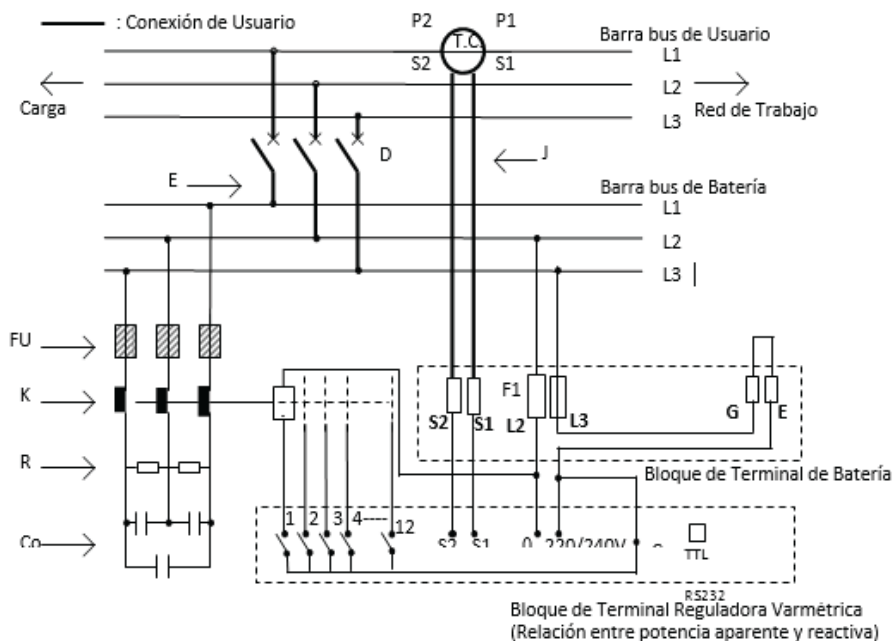 : Conexión de Usuario
P2
P1
T.C.
Barra bus de Usuario
S2
S1
L1
L2
Carga
Red de Trabajo
L3
D
J
E
Barra bus de Batería
L1
L2
L3
FU
K
F1
S2
S1
L2
L3
G
E
R
Bloque de Terminal de Batería
1
2
3
4----
12
Co
S2
S1
0
220/240V
TTL
RS232
Bloque de Terminal Reguladora Varmétrica
(Relación entre potencia aparente y reactiva)